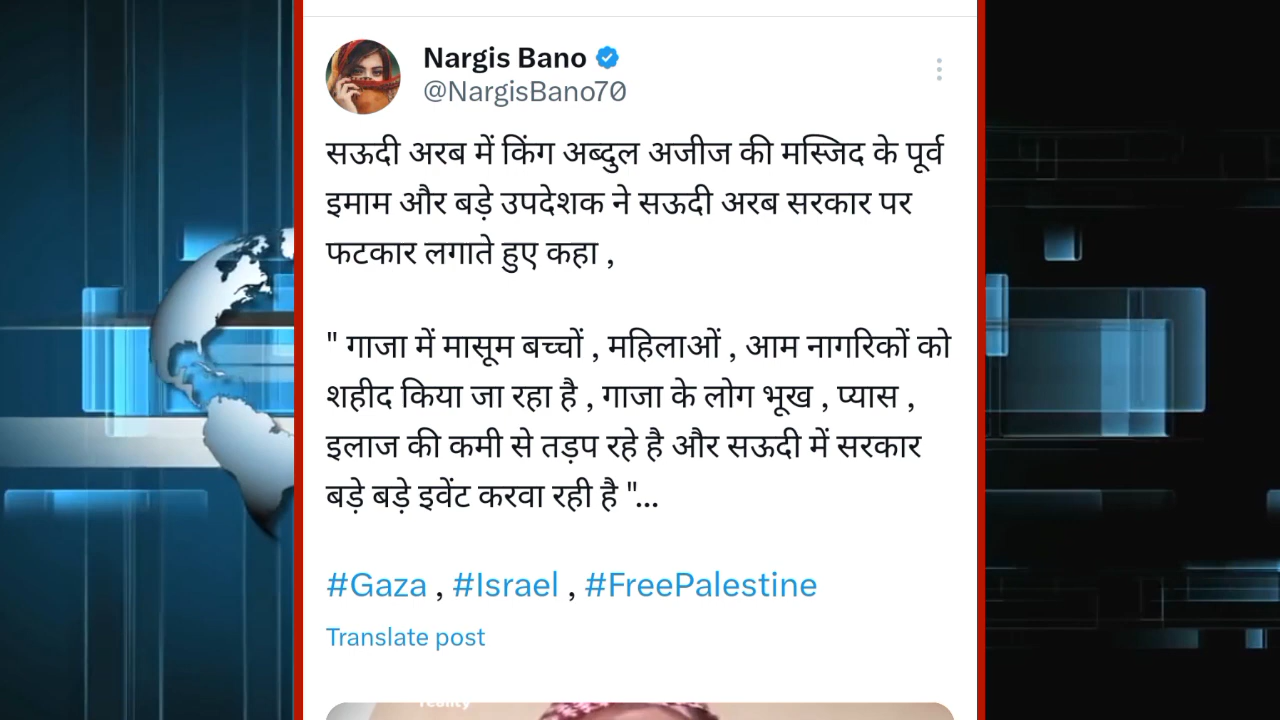 Nargis Bano
@NargisBano70
सऊदी अरब में किंग अब्दुल अजीज की मस्जिद के पूर्व
इमाम और बड़े उपदेशक ने सऊदी अरब सरकार पर
फटकार लगाते हुए कहा ,
" गाजा में मासूम बच्चों , महिलाओं , आम नागरिकों को
शहीद किया जा रहा है , गाजा के लोग भूख , प्यास ,
इलाज की कमी से तड़प रहे है और सऊदी में सरकार
बड़े बड़े इवेंट करवा रही है "...
#Gaza , #Israel , #FreePalestine
Translate post
reality